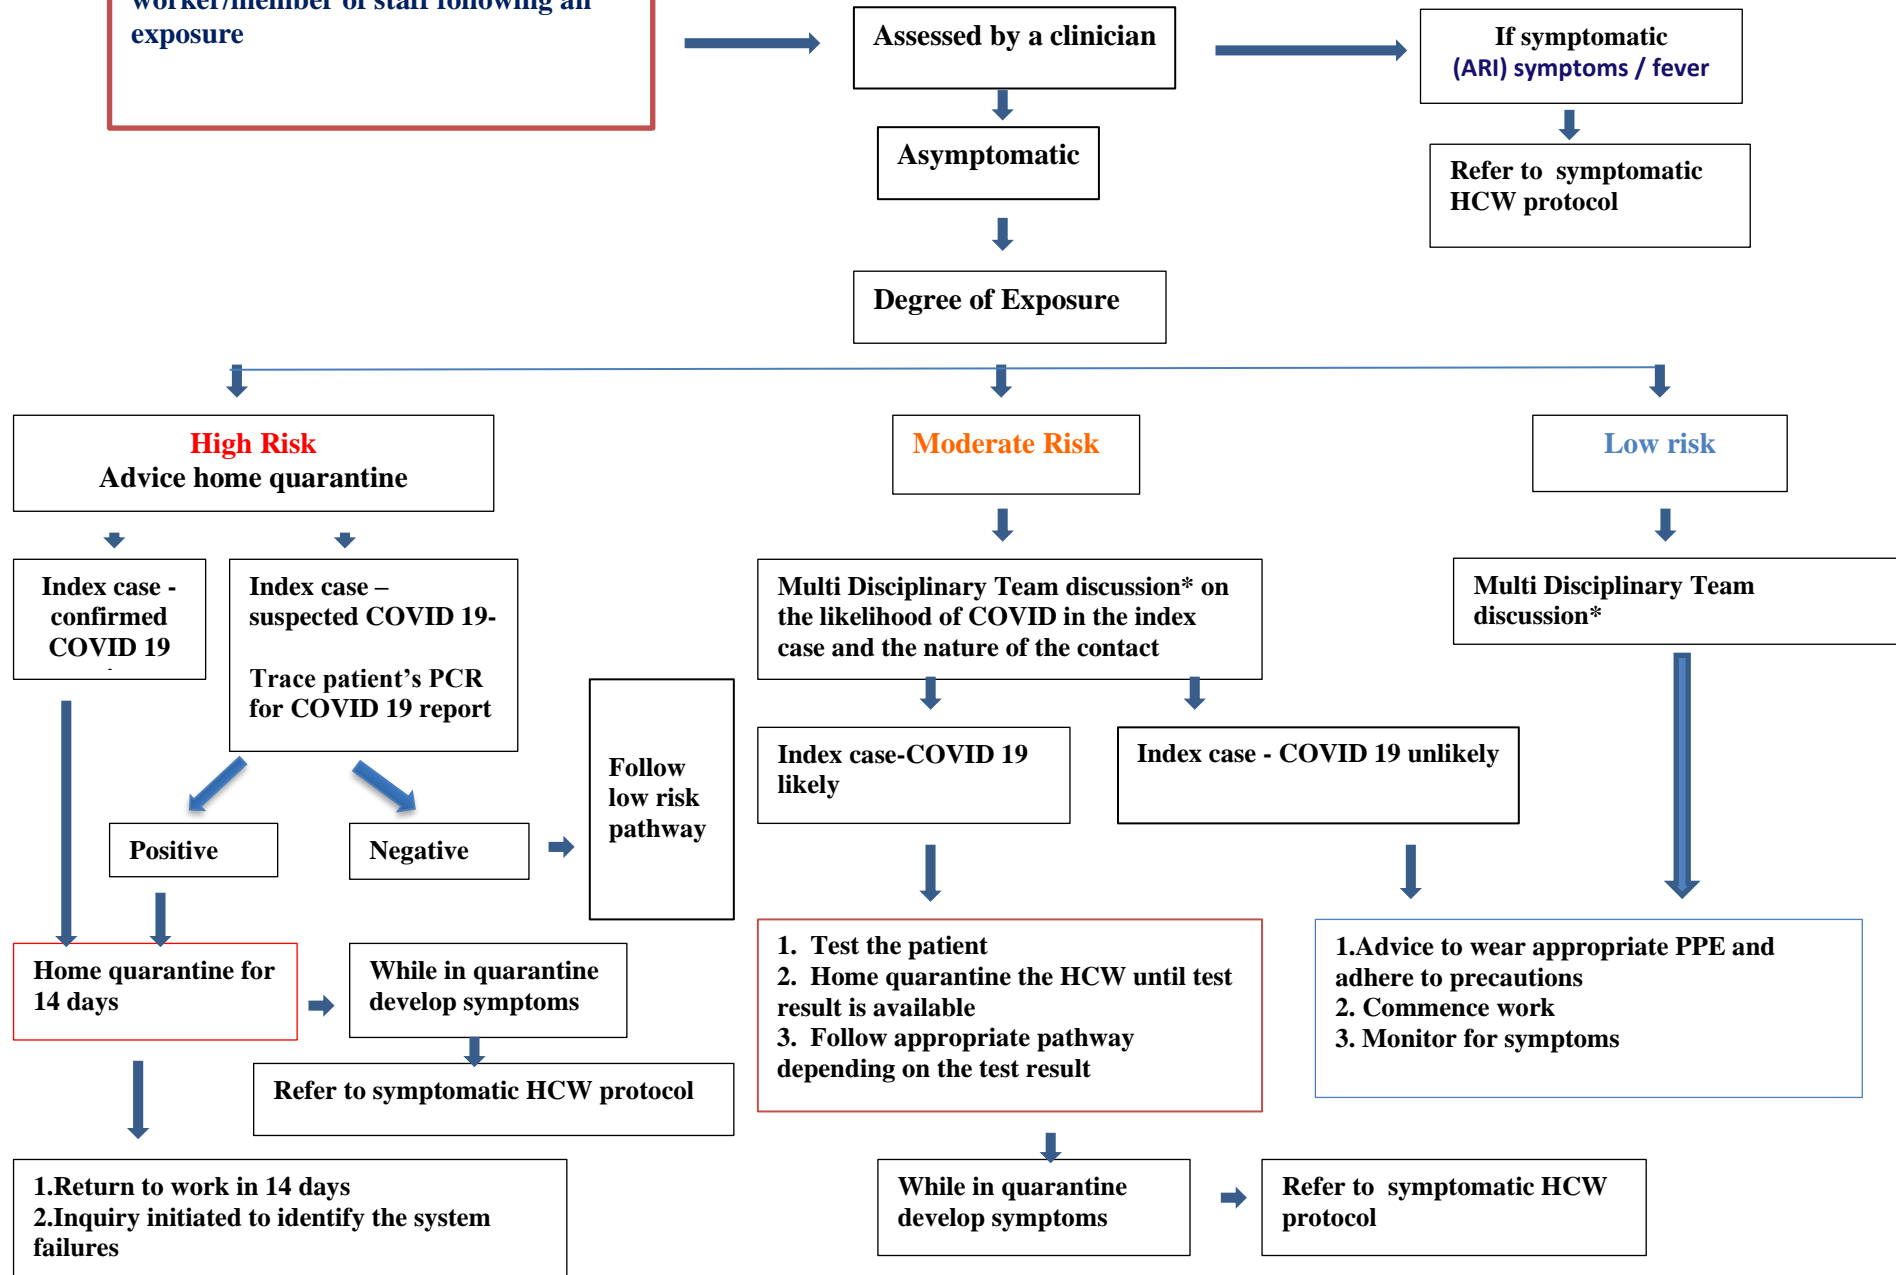 worker/member of staff following an
exposure
Assessed by a clinician
If symptomatic
(ARI) symptoms / fever
Asymptomatic
Refer to symptomatic
HCW protocol
Degree of Exposure
High Risk
Advice home quarantine
Moderate Risk
Low risk
Index case -
confirmed
COVID 19
Index case –
suspected COVID 19-
Trace patient’s PCR
for COVID 19 report
Multi Disciplinary Team discussion* on
the likelihood of COVID in the index
case and the nature of the contact
Multi Disciplinary Team
discussion*
Follow
low risk
pathway
Index case-COVID 19
likely
Index case - COVID 19 unlikely
Positive
Negative
Home quarantine for
14 days
While in quarantine
develop symptoms
Refer to symptomatic HCW protocol
1. Test the patient
2. Home quarantine the HCW until test
result is available
3. Follow appropriate pathway
depending on the test result
1.Advice to wear appropriate PPE and
adhere to precautions
2. Commence work
3. Monitor for symptoms
1.Return to work in 14 days
2.Inquiry initiated to identify the system
failures
While in quarantine
develop symptoms
Refer to symptomatic HCW
protocol